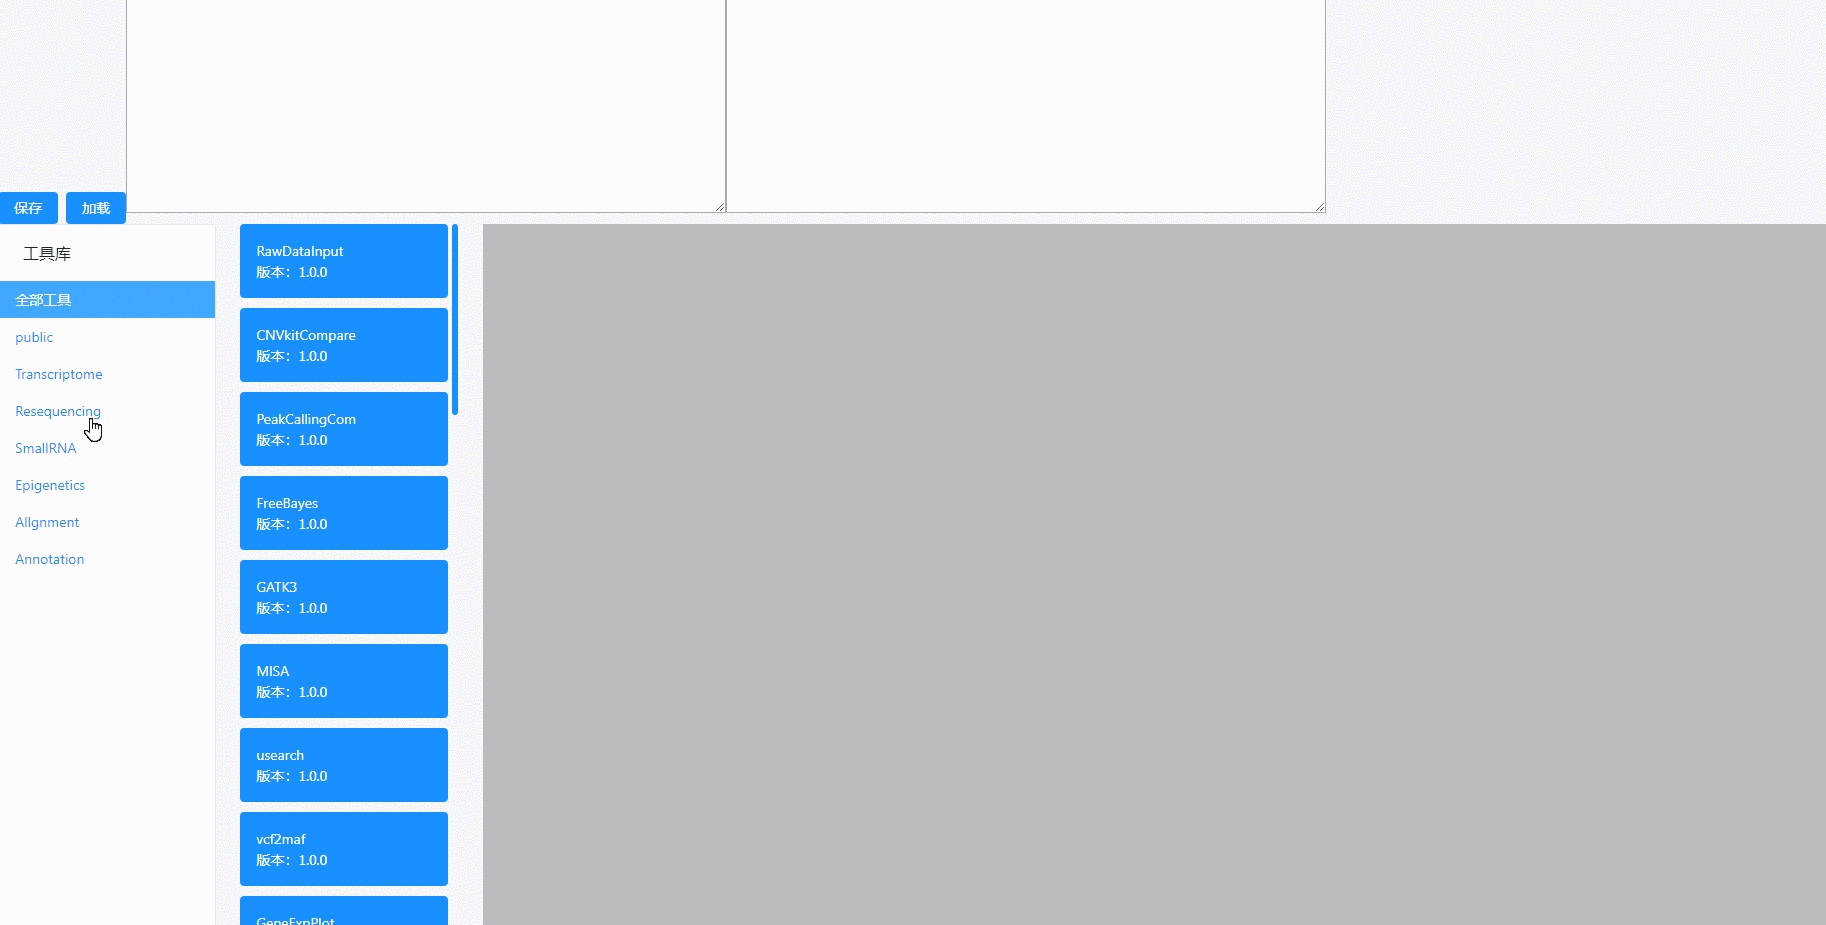 保存
加载
工具库
全部工具
public
Transcriptome
Resequencing
SmallRNA
Epigenetics
Allgnment
Annotation
RawDataInput
版本：1.0.0
CNVkitCompare
版本：1.0.0
PeakCallingCom
版本：1.0.0
FreeBayes
版本：1.0.0
GATK3
版本：1.0.0
MISA
版本：1.0.0
usearch
版本：1.0.0
vcf2maf
版本：1.0.0
GeneExpPlot